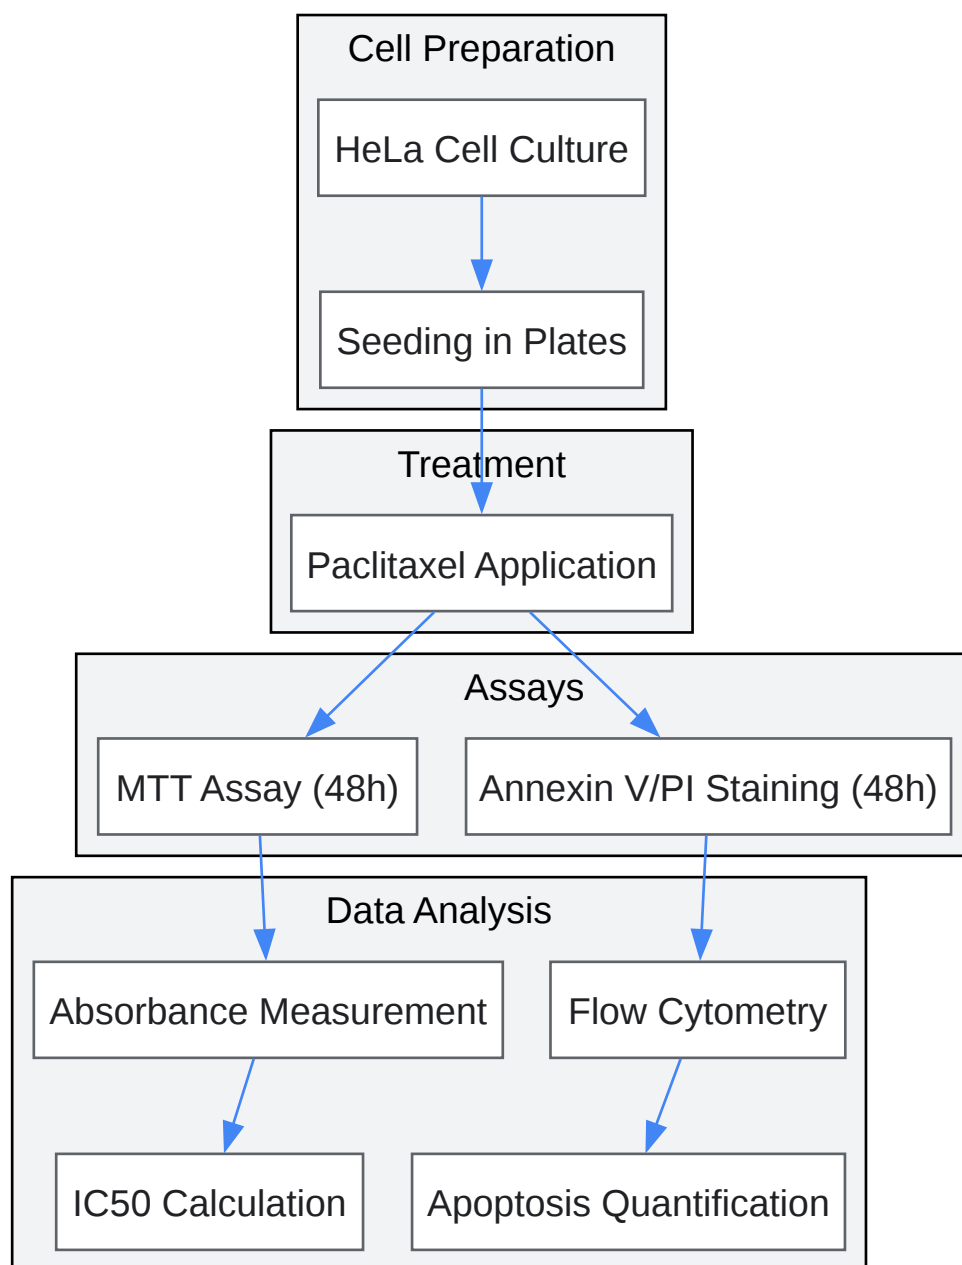 Cell Preparation
HeLa Cell Culture
Seeding in Plates
Treatment
Paclitaxel Application
Assays
MTT Assay (48h)
Annexin V/PI Staining (48h)
Data Analysis
Absorbance Measurement
Flow Cytometry
IC50 Calculation
Apoptosis Quantification